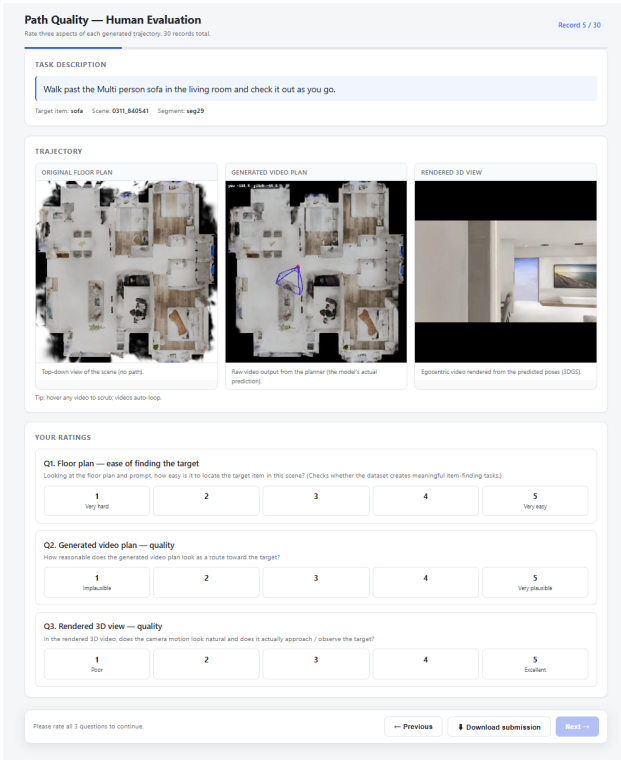 Path Quality — Human Evaluation
Rate three aspects of each generated trajectory. 30 records total.
Record 5 / 30
TASK DESCRIPTION
Walk past the Multi person sofa in the living room and check it out as you go.
Target item: sofa Scene: 0311_840541 Segment: seg29
TRAJECTORY
ORIGINAL FLOOR PLAN
Top-down view of the scene (no path).
GENERATED VIDEO PLAN
Raw video output from the planner (the model's actual
prediction).
RENDERED 3D VIEW
Egocentric video rendered from the predicted poses (3DGS).
Tip: hover any video to scrub; videos auto-loop.
YOUR RATINGS
Q1. Floor plan — ease of finding the target
Looking at the floor plan and prompt, how easy is it to locate the target item in this scene? (Checks whether the dataset creates meaningful item-finding tasks.)
1 2 3 4 5
Very hard Very easy
Q2. Generated video plan — quality
How reasonable does the generated video plan look as a route toward the target?
1 2 3 4 5
Implausible Very plausible
Q3. Rendered 3D view — quality
In the rendered 3D video, does the camera motion look natural and does it actually approach / observe the target?
1 2 3 4 5
Poor Excellent
Please rate all 3 questions to continue.
← Previous
⬇ Download submission
Next →